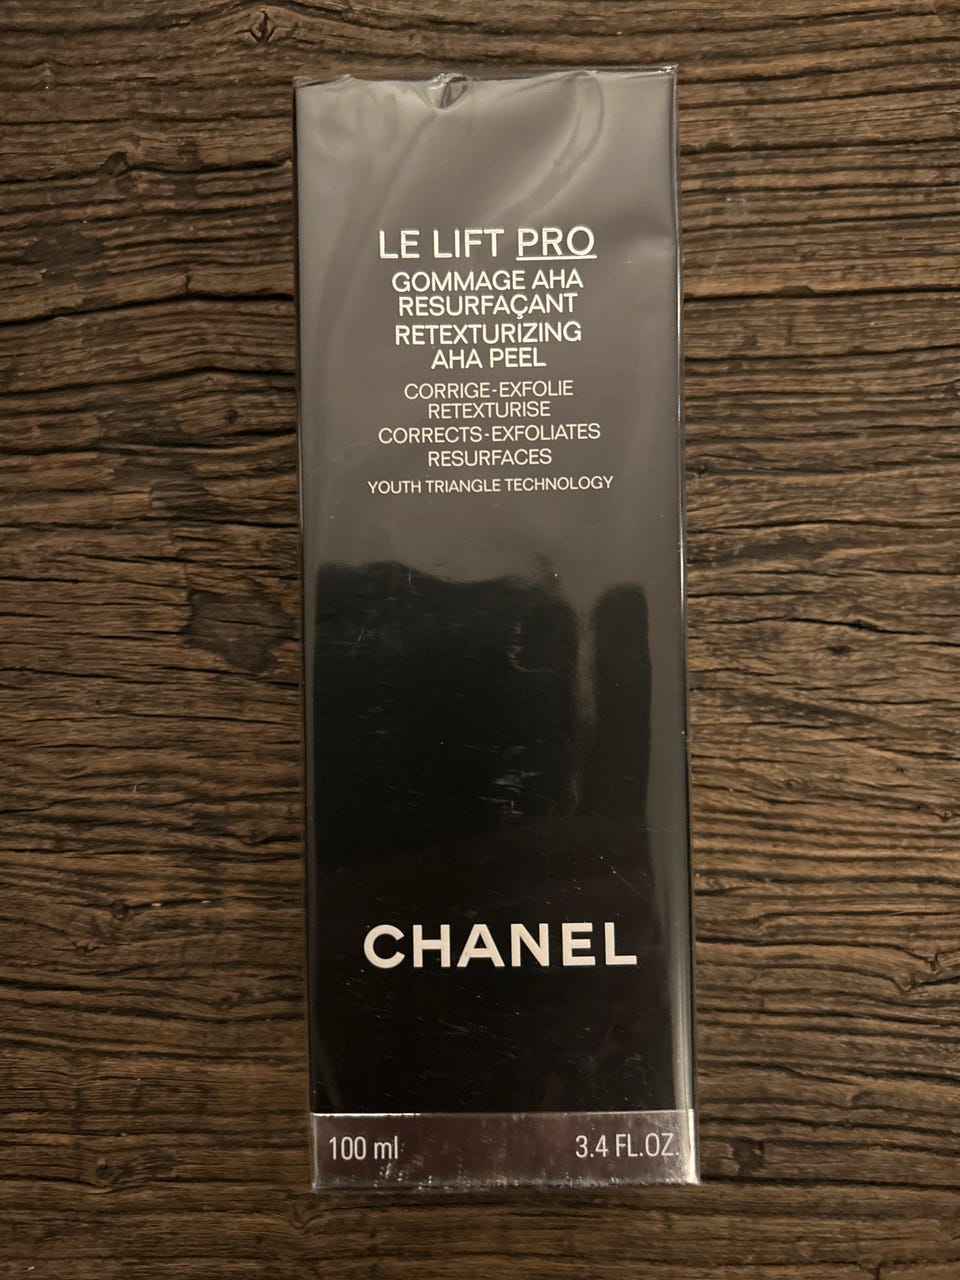 LE LIFT PRO
GOMMAGE AHA
RESURFAÇANT
RETEXTURIZING
AHA PEEL
CORRIGE-EXFOLIE
RETEXTURISE
CORRECTS-EXFOLIATES
RESURFACES
YOUTH TRIANGLE TECHNOLOGY
CHANEL
100 ml 3.4 FL.OZ.